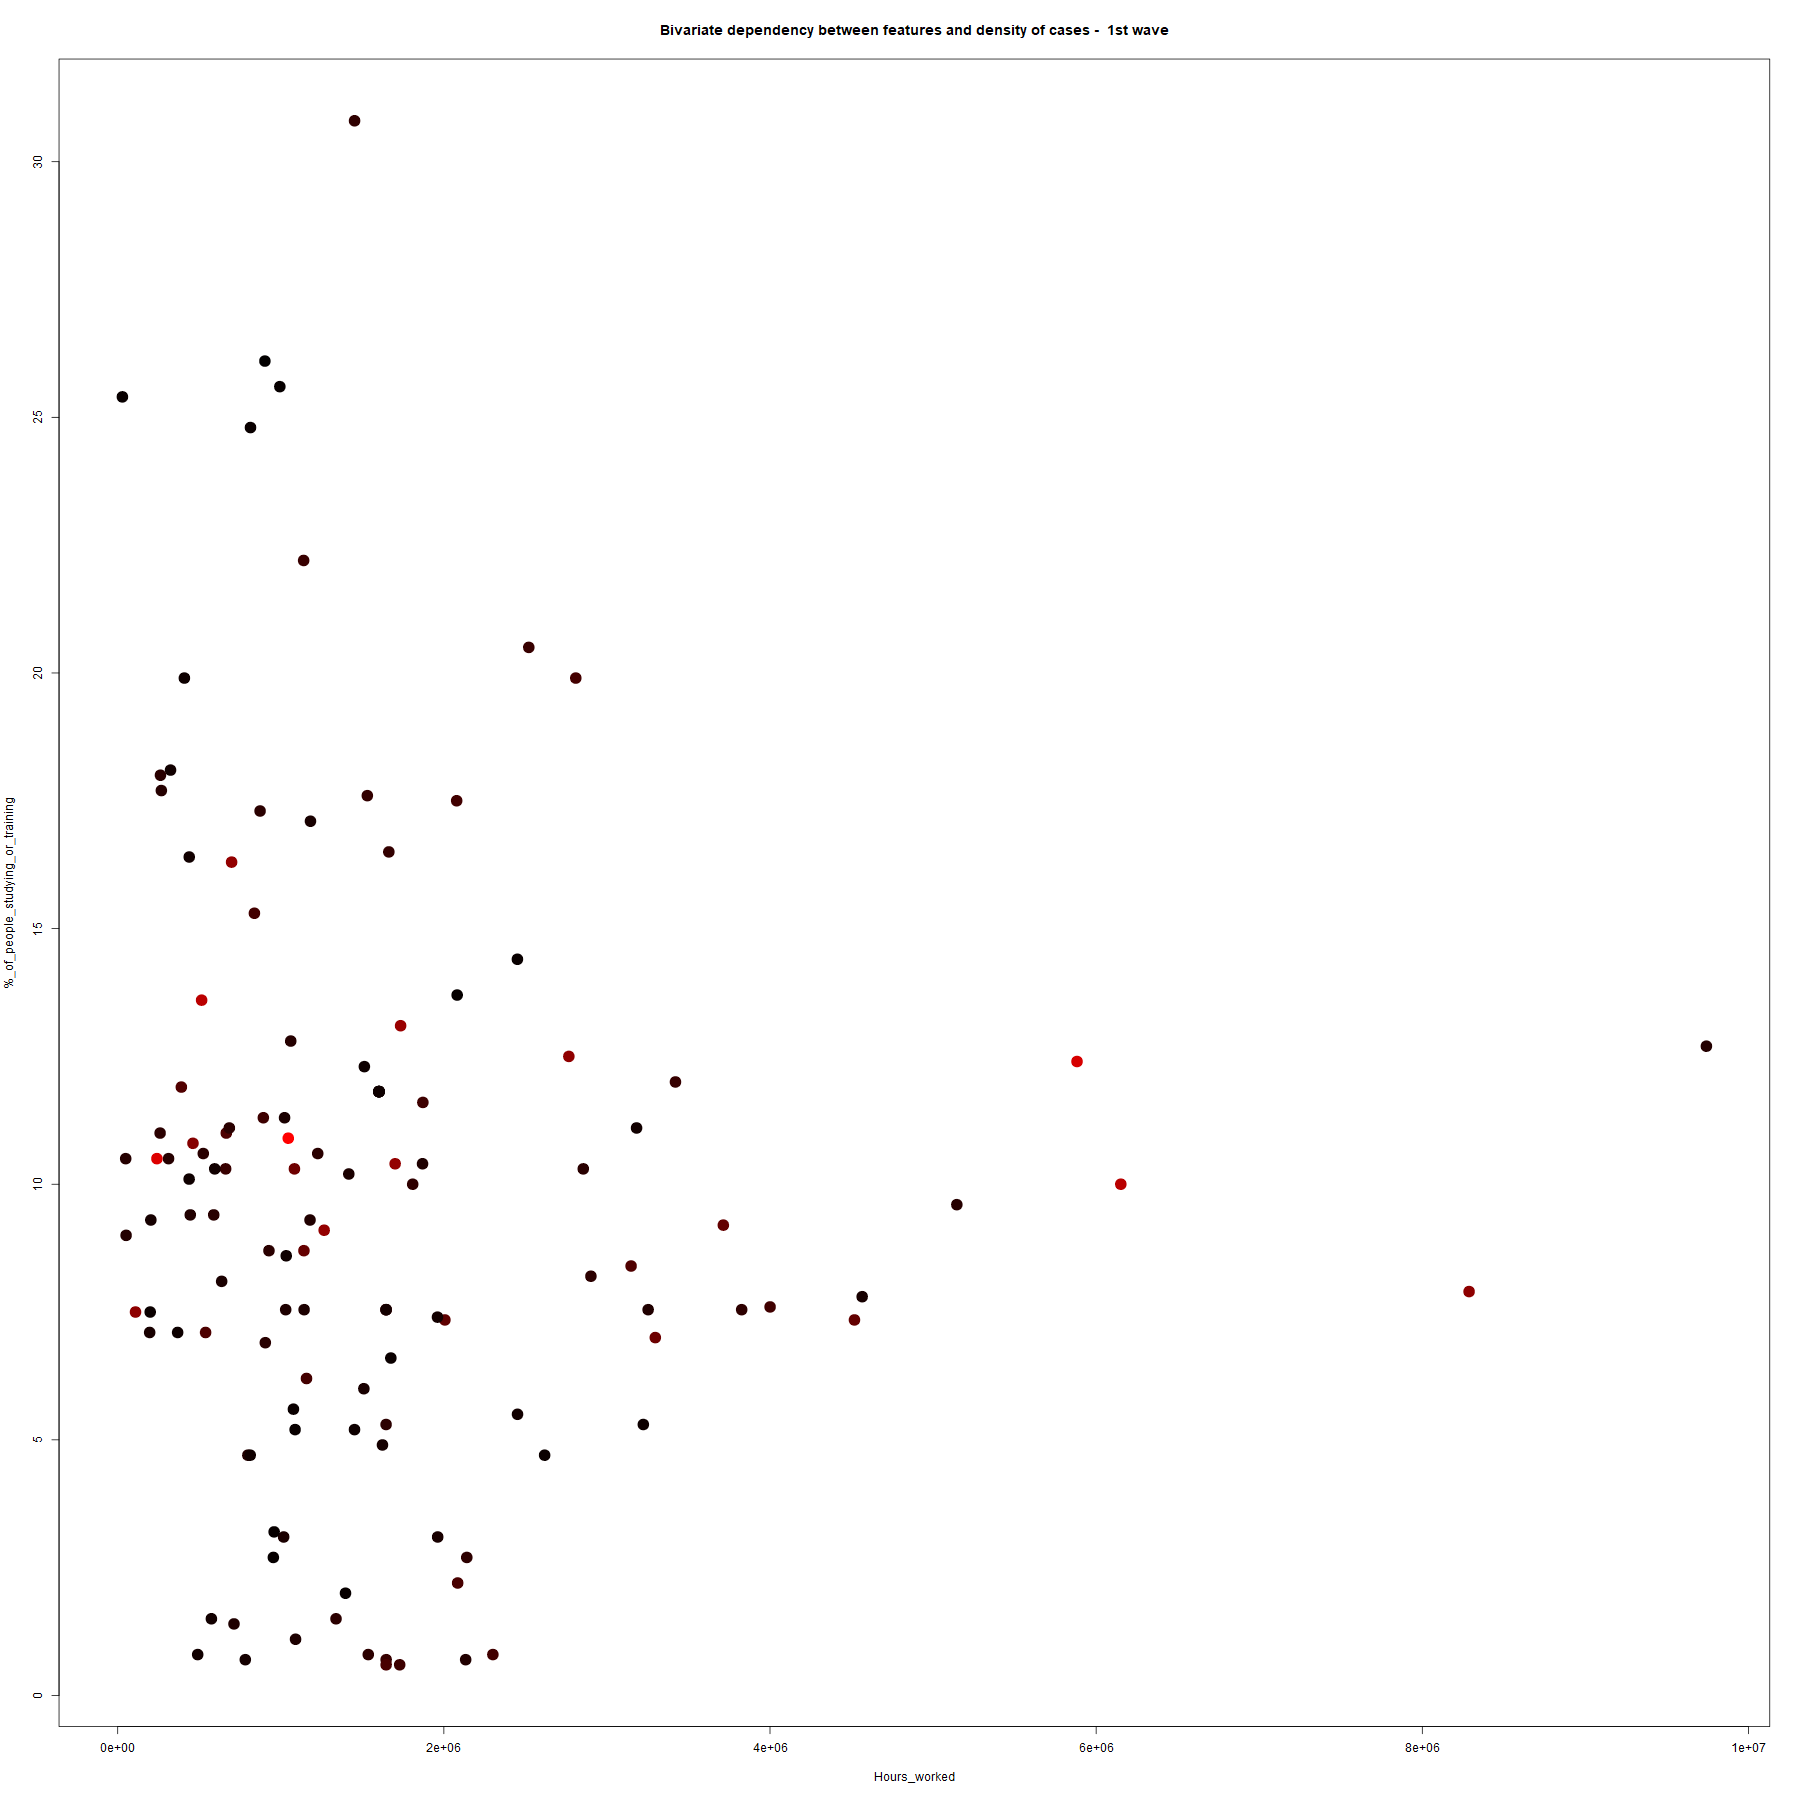 Bivariate dependency between features and density of cases -  1st wave
30
25
20
15
10
5
0
%_of_people_studying_or_training
0e+00 2e+06 4e+06 6e+06 8e+06 1e+07
Hours_worked